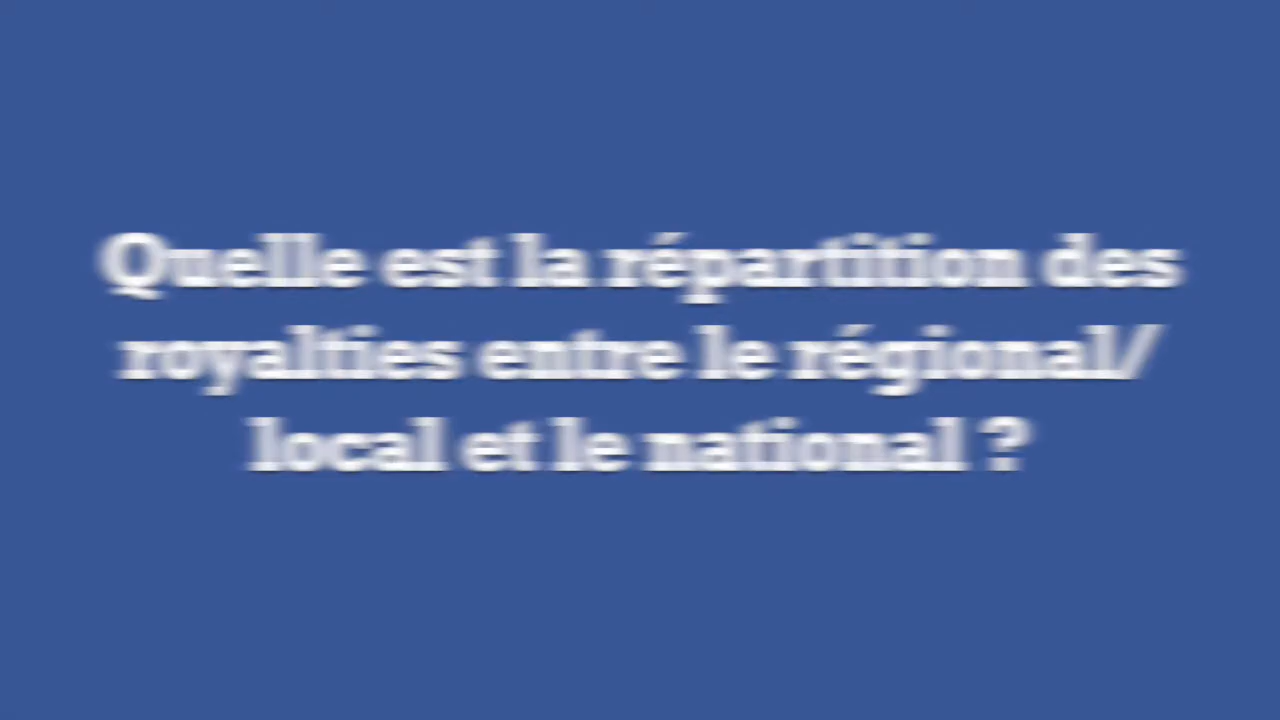 Quelle est la répartition des
royalties entre le régional/
local et le national ?